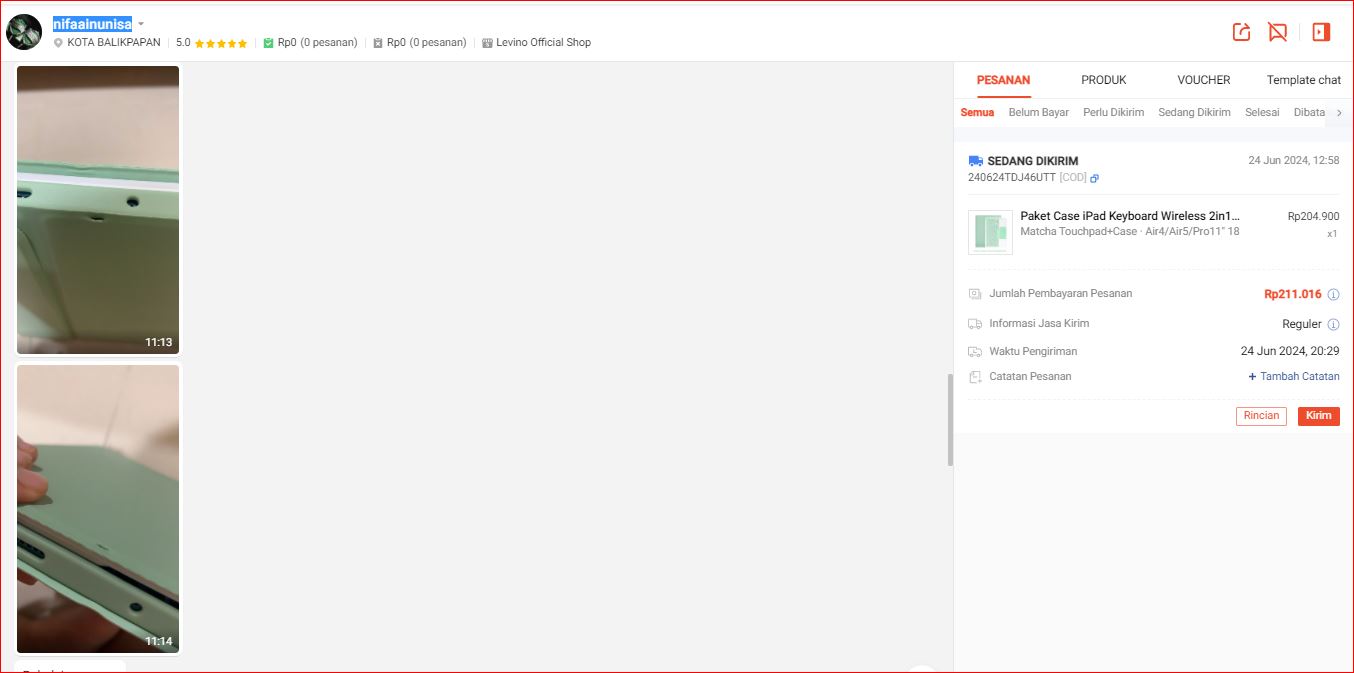 nifaainunisa
KOTA BALIKPAPAN 5.0 Rp0 (0 pesanan) Rp0 (0 pesanan) Levino Official Shop
11:13
11:14
PESANAN PRODUK VOUCHER Template chat
Semua Belum Bayar Perlu Dikirim Sedang Dikirim Selesai Dibata
SEDANG DIKIRIM 24 Jun 2024, 12:58
240624TDJ46UTT [COD]
Paket Case iPad Keyboard Wireless 2in1... Rp204.900
Matcha Touchpad+Case · Air4/Air5/Pro11" 18 x1
Jumlah Pembayaran Pesanan Rp211.016
Informasi Jasa Kirim Reguler
Waktu Pengiriman 24 Jun 2024, 20:29
Catatan Pesanan + Tambah Catatan
Rincian Kirim